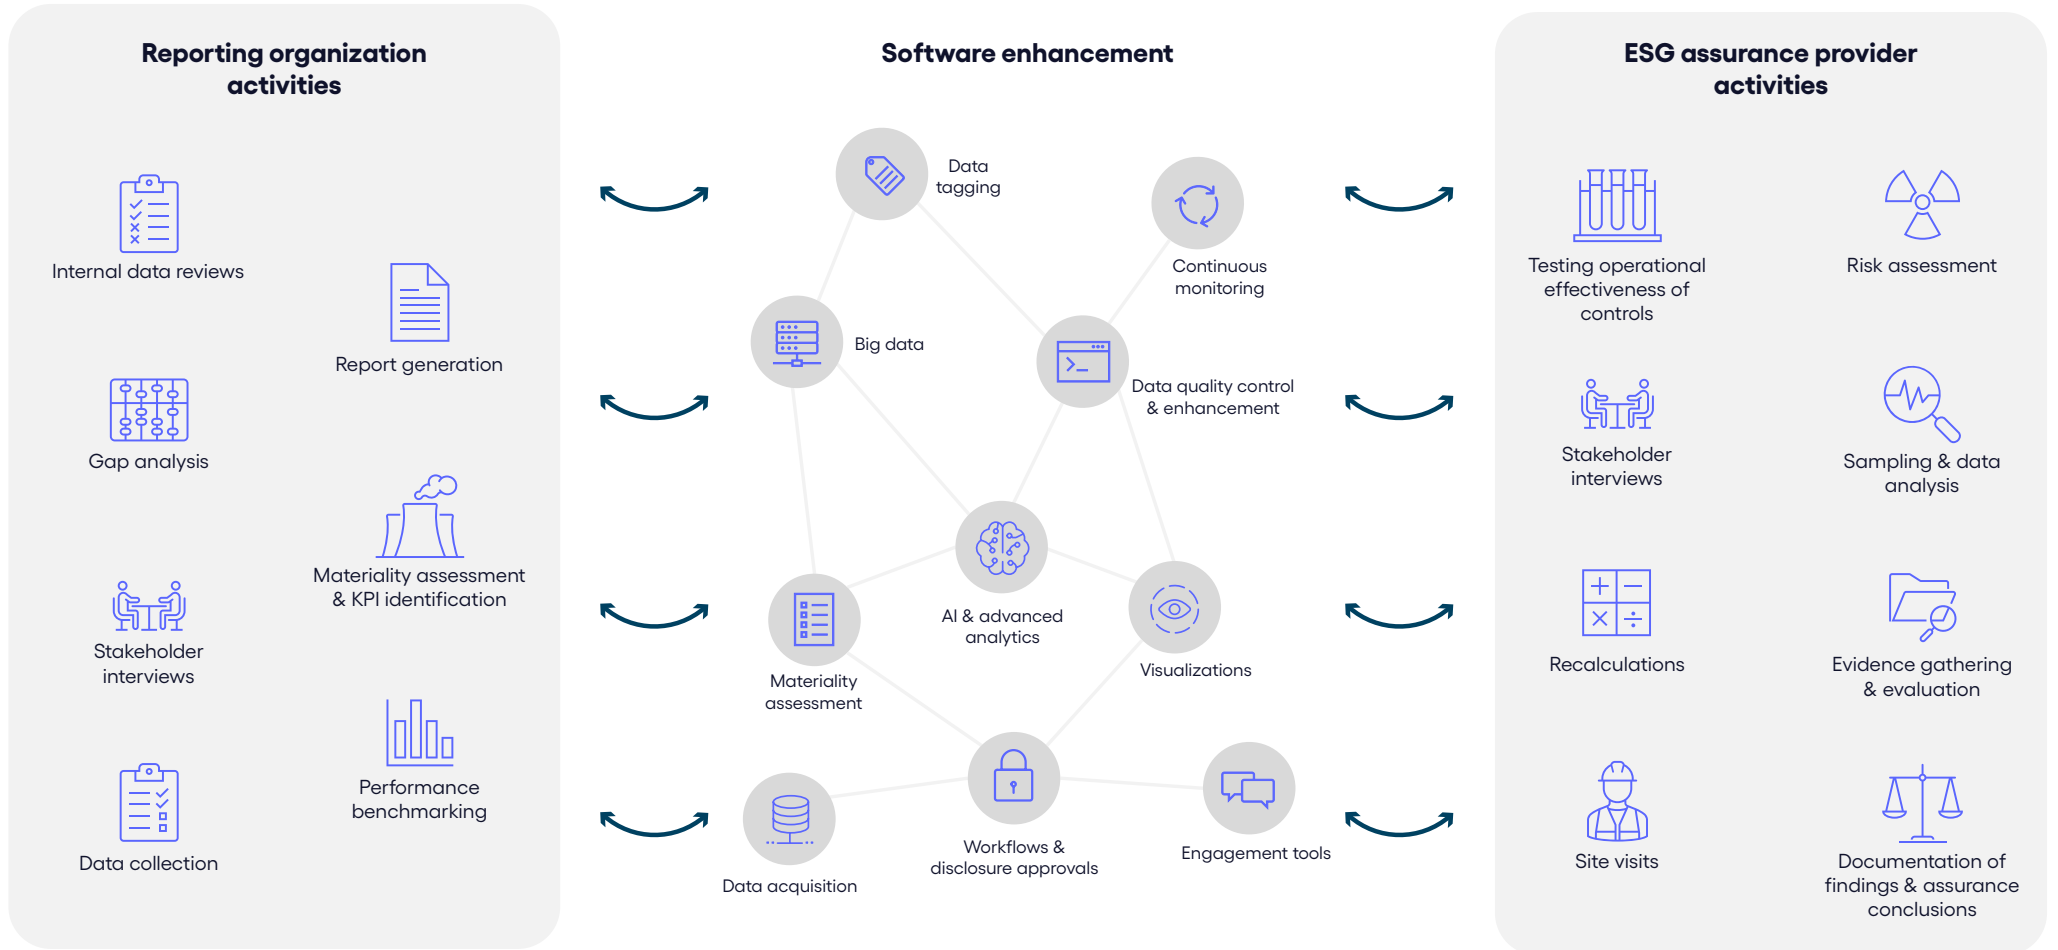 Reporting organization
activities
Internal data reviews
Report generation
Gap analysis
Materiality assessment
& KPI identification
Stakeholder
interviews
Performance
benchmarking
Data collection
Software enhancement
Data
tagging
Continuous
monitoring
Big data
Data quality control
& enhancement
AI & advanced
analytics
Materiality
assessment
Visualizations
Workflows &
disclosure approvals
Engagement tools
Data acquisition
ESG assurance provider
activities
Testing operational
effectiveness of
controls
Risk assessment
Stakeholder
interviews
Sampling & data
analysis
Recalculations
Evidence gathering
& evaluation
Site visits
Documentation of
findings & assurance
conclusions